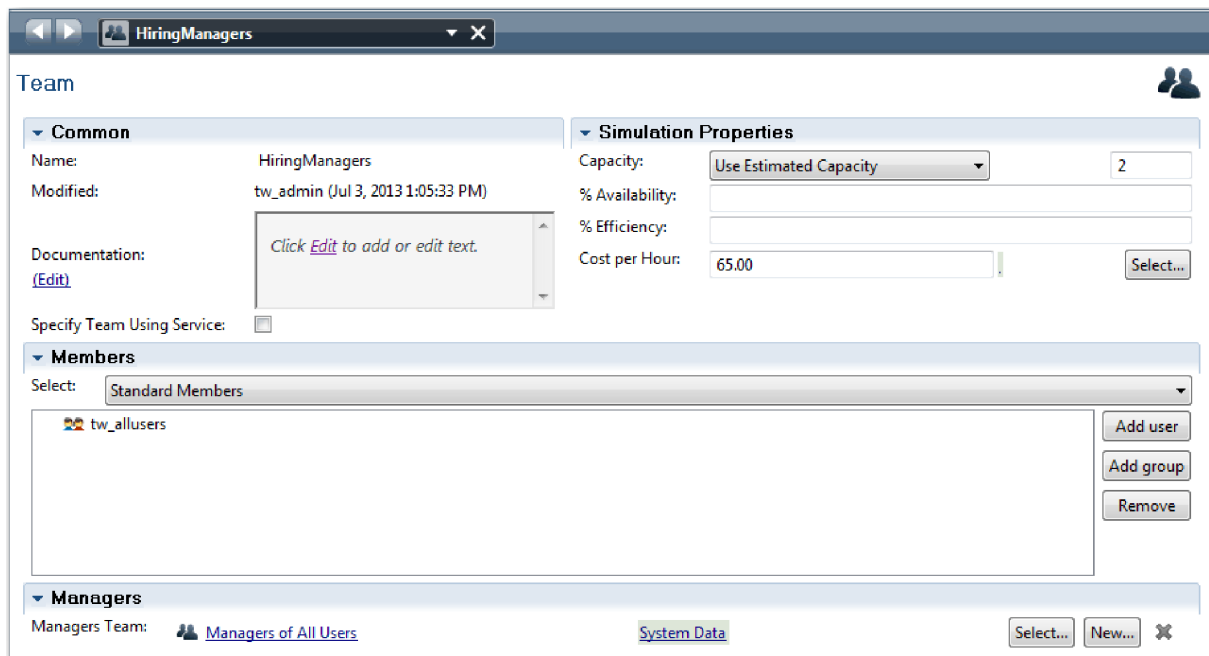 HiringManagers
Team
Common
Name: HiringManagers
Modified: tw_admin (Jul 3, 2013 1:05:33 PM)
Documentation:
(Edit)
Click Edit to add or edit text.
Specify Team Using Service:
Simulation Properties
Capacity: Use Estimated Capacity 2
% Availability:
% Efficiency:
Cost per Hour: 65.00 . Select...
Members
Select: Standard Members
tw_allusers
Add user
Add group
Remove
Managers
Managers Team: Managers of All Users System Data Select... New...